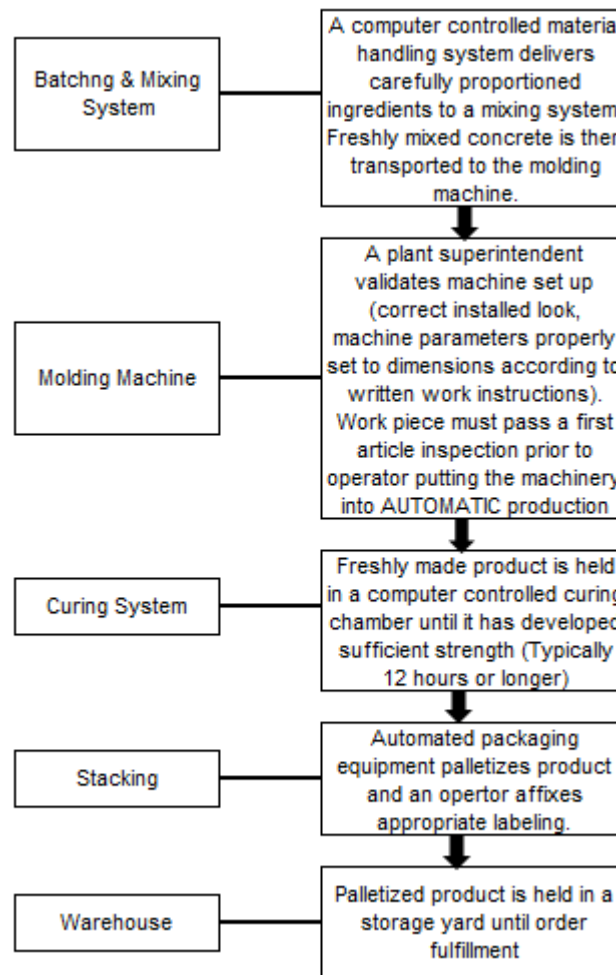 Batchng & Mixing
System
A computer controlled material
handling system delivers
carefully proportioned
ingredients to a mixing system
Freshly mixed concrete is then
transported to the molding
machine.
Molding Machine
A plant superintendent
validates machine set up
(correct installed look,
machine parameters properly
set to dimensions according to
written work instructions).
Work piece must pass a first
article inspection prior to
operator putting the machinery
into AUTOMATIC production
Curing System
Freshly made product is held
in a computer controlled curing
chamber until it has developed
sufficient strength (Typically
12 hours or longer)
Stacking
Automated packaging
equipment palletizes product
and an opertor affixes
appropriate labeling.
Warehouse
Palletized product is held in a
storage yard until order
fulfillment